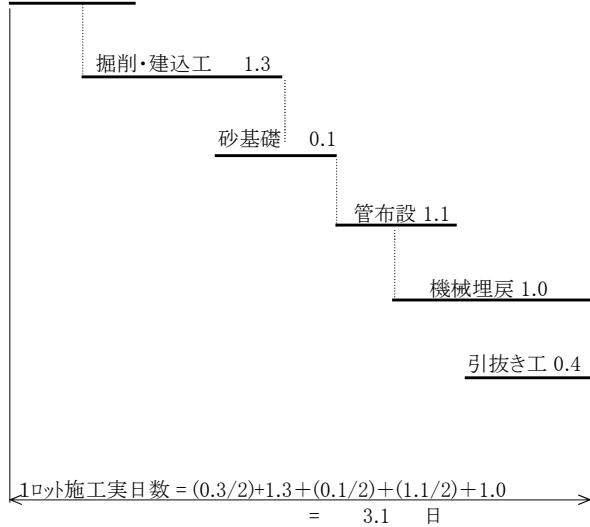 掘削・建込工 1.3
砂基礎 0.1
管布設 1.1
機械埋戻 1.0
引抜き工 0.4
1ロット施工実日数 = (0.3/2)+1.3＋(0.1/2)＋(1.1/2)＋1.0
= 3.1 日